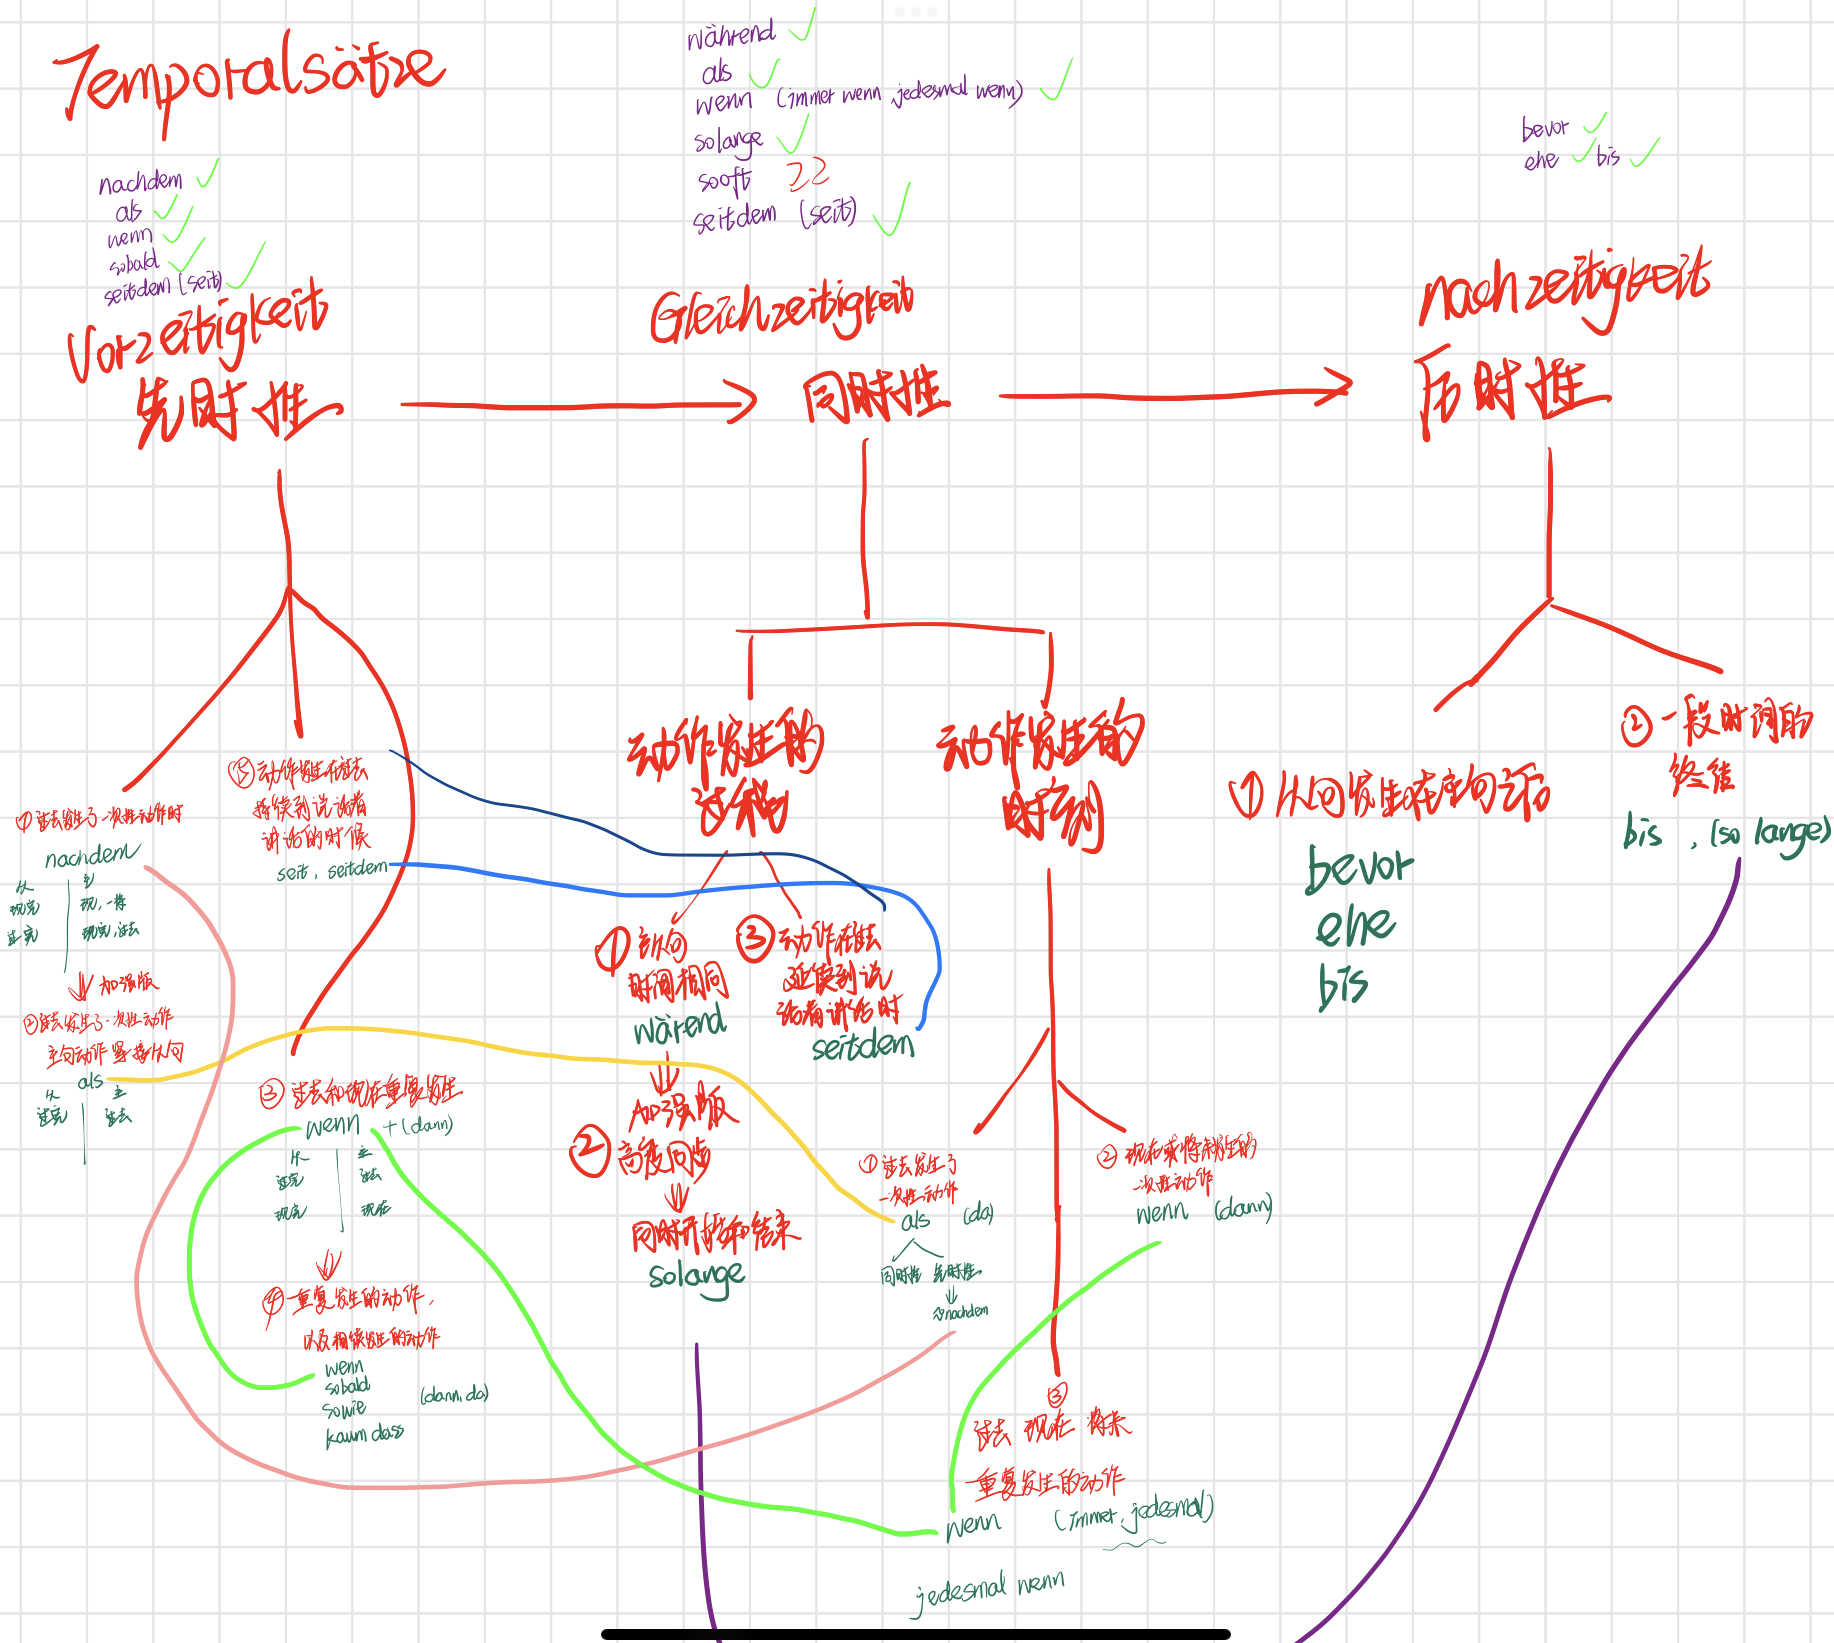 Temporalsätze
nachdem
als
wenn
sobald
seitdem (seit)
Vorzeitigkeit
先时性
während
als
wenn (immer wenn jedesmal wenn)
solange
sooft ??
seitdem (seit)
Gleichzeitigkeit
同时性
bevor
ehe bis
Nachzeitigkeit
后时性
① 过去发生了一次性动作时
nachdem
从 主
现完 现,一将
过完 现完,过去
加强版
② 过去发生了一次性动作
主句动作紧接从句
als
从 主
过完 过去
⑤ 动作发生在过去
持续到说话者
讲话的时候
seit, seitdem
③ 过去和现在重复发生
wenn +(dann)
从 主
过完 过去
现完 现在
④ 一重复发生的动作,
以及相续发生的动作
wenn
sobald
sowie (dann, da)
kaum dass
动作发生的
过程
① 主从句
时间相同
wärend
加强版
② 高度同步
同时开始和结束
solange
③ 动作在过去
延续到说
话者讲话时
seitdem
动作发生的
时刻
① 过去发生了
一次性动作
als (da)
同时性 先时性
nachdem
② 现在或将来发生的
一次性动作
wenn (dann)
③
过去 现在 将来
一重复发生的动作
wenn (immer, jedesmal)
jedesmal wenn
① 从句发生在主句之后
bevor
ehe
bis
② 一段时间的
终结
bis , (so lange)